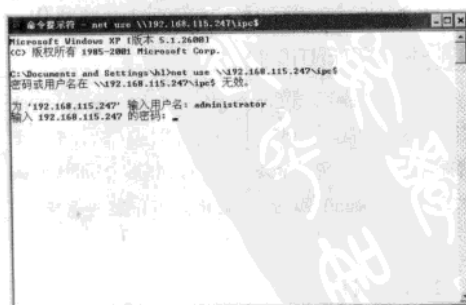 命令提示符 - net use \\192.168.115.247\ipc$
Microsoft Windows XP [版本 5.1.2600]
(C) 版权所有 1985-2001 Microsoft Corp.
C:\Documents and Settings\hl>net use \\192.168.115.247\ipc$
密码或用户名在 \\192.168.115.247\ipc$ 无效。
为 '192.168.115.247' 输入用户名: administrator
输入 192.168.115.247 的密码: